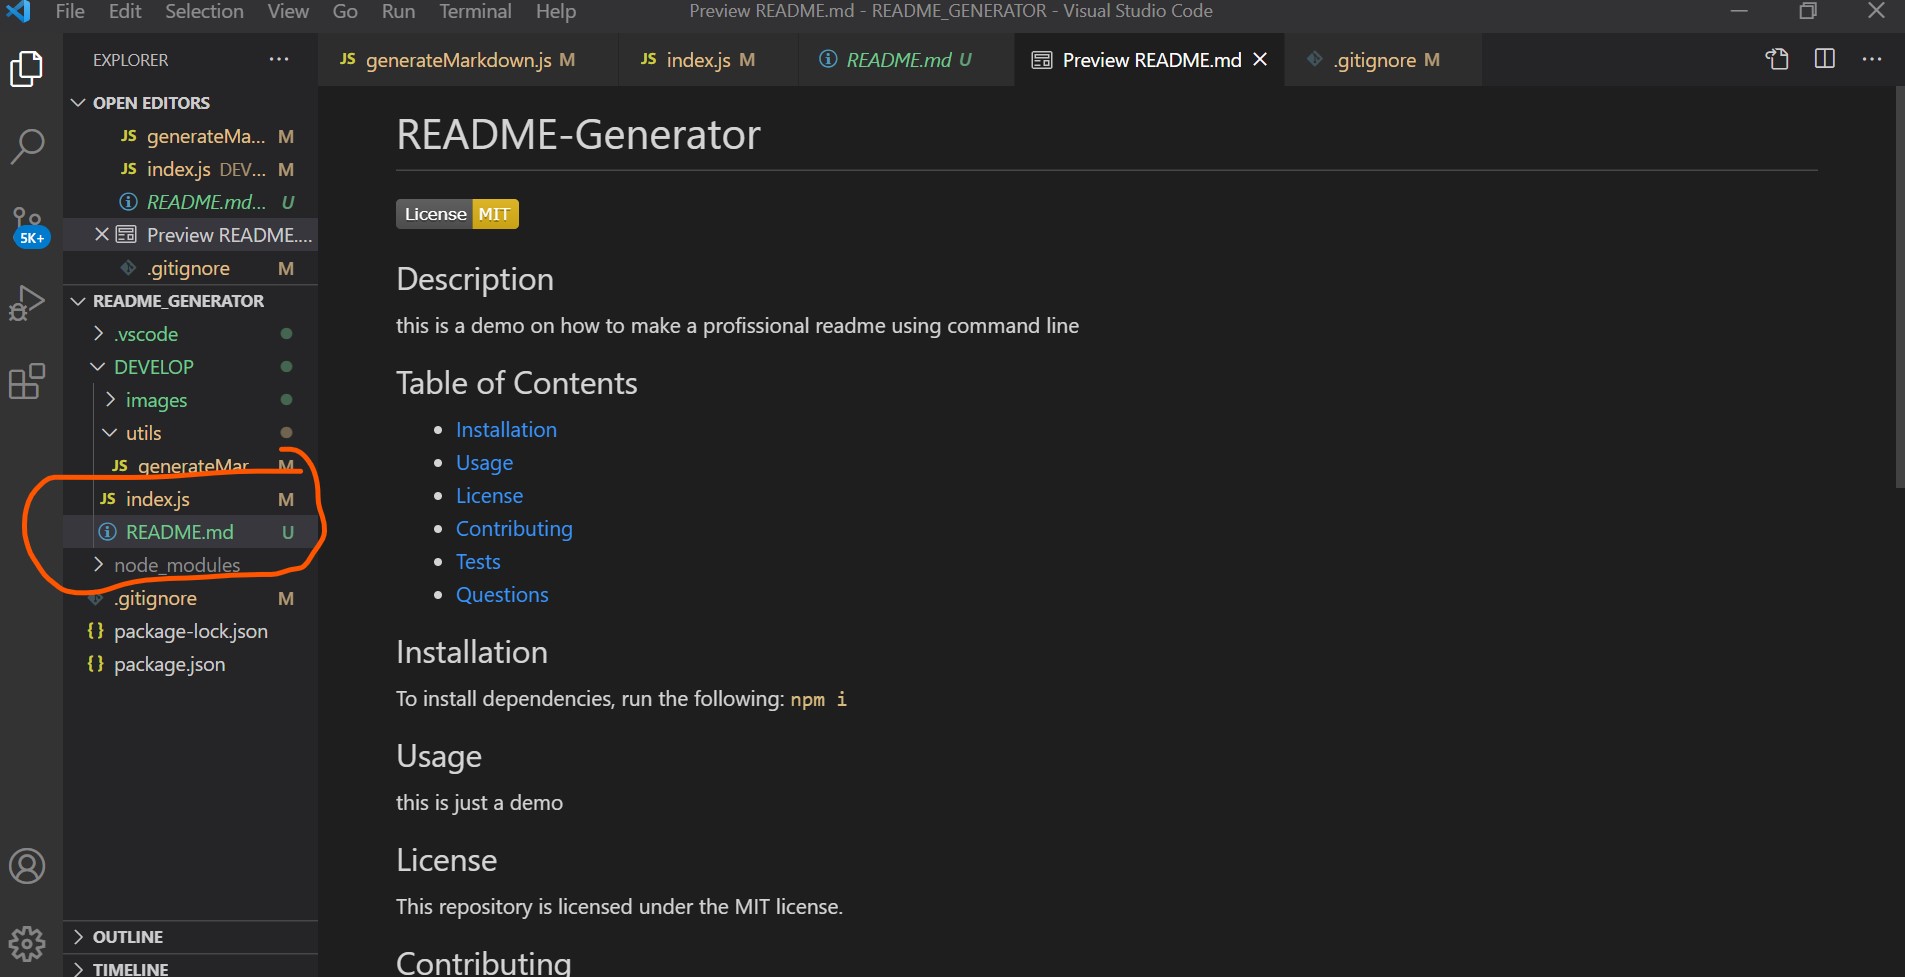 File Edit Selection View Go Run Terminal Help Preview README.md - README_GENERATOR - Visual Studio Code
EXPLORER ...
JS generateMarkdown.js M JS index.js M README.md U Preview README.md .gitignore M
OPEN EDITORS
JS generateMa... M
JS index.js DEV... M
README.md... U
Preview README....
.gitignore M
5K+
README_GENERATOR
.vscode
DEVELOP
images
utils
JS generateMar M
JS index.js M
README.md U
node_modules
.gitignore M
{} package-lock.json
{} package.json
OUTLINE
TIMELINE
README-Generator
License MIT
Description
this is a demo on how to make a profissional readme using command line
Table of Contents
• Installation
• Usage
• License
• Contributing
• Tests
• Questions
Installation
To install dependencies, run the following: npm i
Usage
this is just a demo
License
This repository is licensed under the MIT license.
Contributing